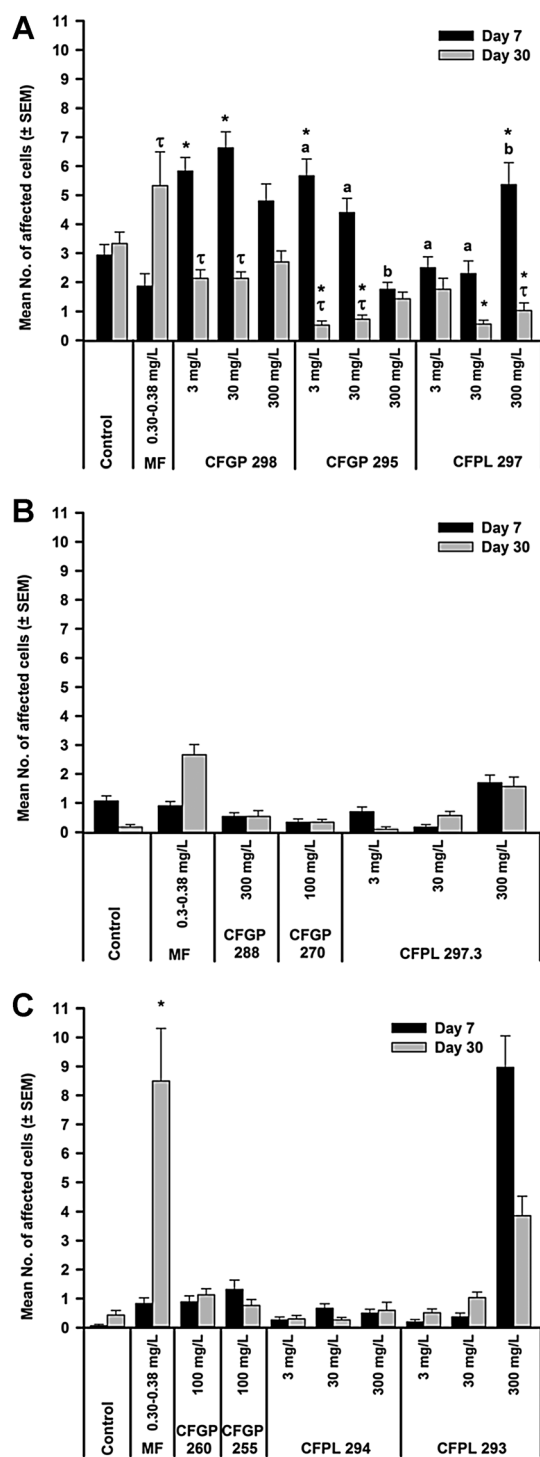 A
Mean No. of affected cells (± SEM)
11
10
9
8
7
6
5
4
3
2
1
0
Day 7
Day 30
τ
*
τ
*
τ
*
a
*
τ
a
*
τ
b
a
a
*
*
b
*
τ
Control
0.30-0.38 mg/L
MF
3 mg/L
30 mg/L
300 mg/L
CFGP 298
3 mg/L
30 mg/L
300 mg/L
CFGP 295
3 mg/L
30 mg/L
300 mg/L
CFPL 297
B
Mean No. of affected cells (± SEM)
11
10
9
8
7
6
5
4
3
2
1
0
Day 7
Day 30
Control
0.3-0.38 mg/L
MF
300 mg/L
CFGP
288
100 mg/L
CFGP
270
3 mg/L
30 mg/L
300 mg/L
CFPL 297.3
C
Mean No. of affected cells (± SEM)
11
10
9
8
7
6
5
4
3
2
1
0
Day 7
Day 30
*
Control
0.30-0.38 mg/L
MF
100 mg/L
CFGP
260
100 mg/L
CFGP
255
3 mg/L
30 mg/L
300 mg/L
CFPL 294
3 mg/L
30 mg/L
300 mg/L
CFPL 293